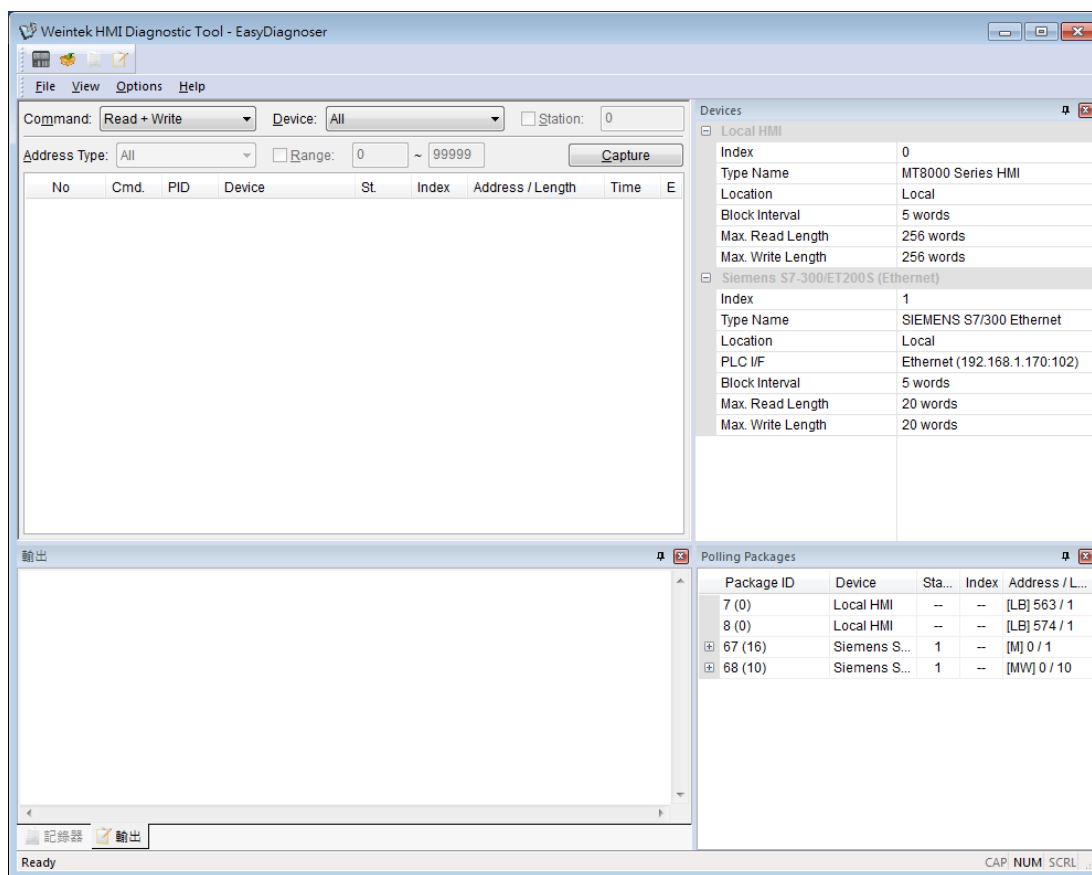 Weintek HMI Diagnostic Tool - EasyDiagnoser
File View Options Help
Command: Read + Write Device: All Station: 0
Address Type: All Range: 0 ~ 99999 Capture
No Cmd. PID Device St. Index Address / Length Time E
Devices
Local HMI
Index 0
Type Name MT8000 Series HMI
Location Local
Block Interval 5 words
Max. Read Length 256 words
Max. Write Length 256 words
Siemens S7-300/ET200S (Ethernet)
Index 1
Type Name SIEMENS S7/300 Ethernet
Location Local
PLC I/F Ethernet (192.168.1.170:102)
Block Interval 5 words
Max. Read Length 20 words
Max. Write Length 20 words
輸出
Polling Packages
Package ID Device Sta... Index Address / L...
7 (0) Local HMI -- -- [LB] 563 / 1
8 (0) Local HMI -- -- [LB] 574 / 1
67 (16) Siemens S... 1 -- [M] 0 / 1
68 (10) Siemens S... 1 -- [MW] 0 / 10
記錄器 輸出
Ready CAP NUM SCRL